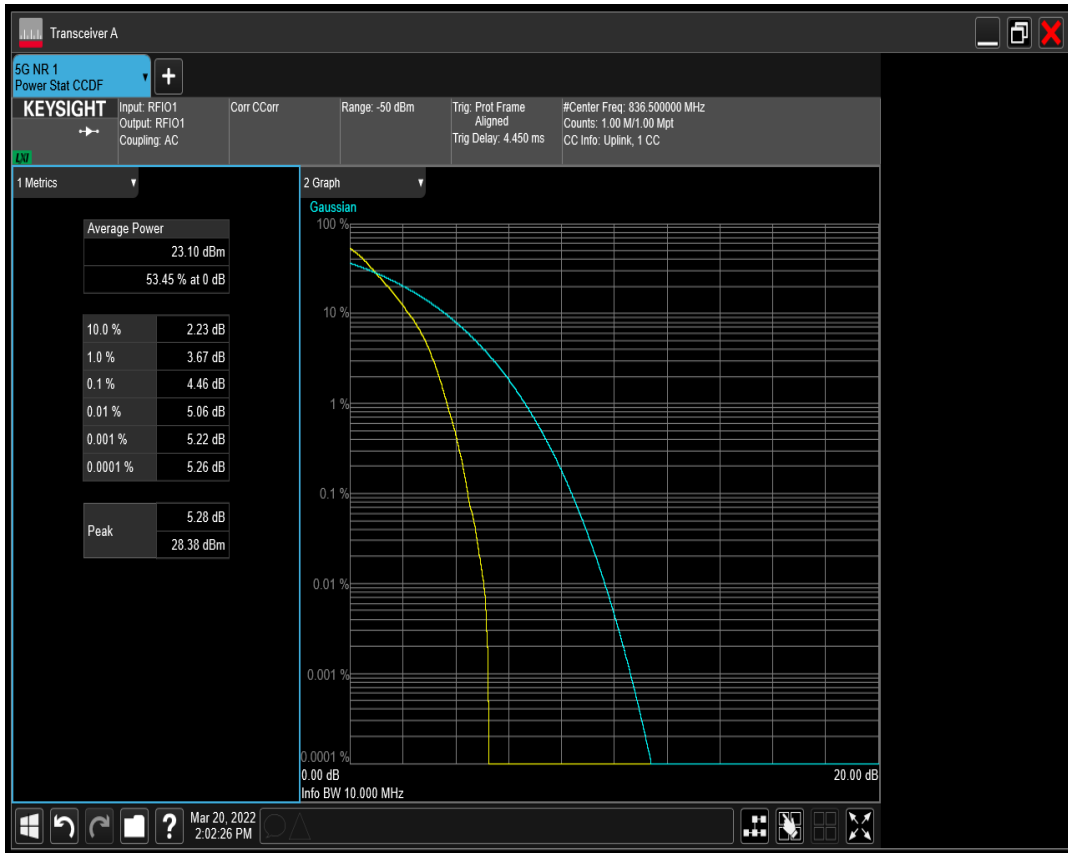 Transceiver A
5G NR 1
Power Stat CCDF
+
KEYSIGHT
LXI
Input: RFIO1
Output: RFIO1
Coupling: AC
Corr CCorr
Range: -50 dBm
Trig: Prot Frame
Aligned
Trig Delay: 4.450 ms
#Center Freq: 836.500000 MHz
Counts: 1.00 M/1.00 Mpt
CC Info: Uplink, 1 CC
1 Metrics
Average Power
23.10 dBm
53.45 % at 0 dB
10.0 % 2.23 dB
1.0 % 3.67 dB
0.1 % 4.46 dB
0.01 % 5.06 dB
0.001 % 5.22 dB
0.0001 % 5.26 dB
Peak
5.28 dB
28.38 dBm
2 Graph
Gaussian
100 %
10 %
1 %
0.1 %
0.01 %
0.001 %
0.0001 %
0.00 dB 20.00 dB
Info BW 10.000 MHz
?
Mar 20, 2022
2:02:26 PM